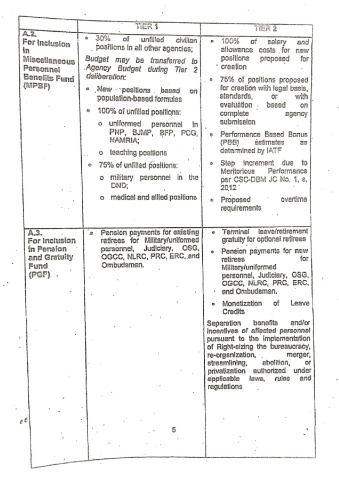 TIER 1
TIER 2
A.2.
For Inclusion
in
Miscellaneous
Personnel
Benefits Fund
(MPBF)
• 30% of unfilled civilian
positions in all other agencies;
Budget may be transferred to
Agency Budget during Tier 2
deliberation:
• New positions based on
population-based formulas
• 100% of unfilled positions:
o uniformed personnel in
PNP, BJMP, BFP, PCG,
NAMRIA;
o teaching positions
• 75% of unfilled positions:
o military personnel in the
DND;
o medical and allied positions
• 100% of salary and
allowance costs for new
positions proposed for
creation
• 75% of positions proposed
for creation with legal basis,
standards, or with
evaluation based on
complete agency
submission
• Performance Based Bonus
(PBB) estimates as
determined by IATF
• Step Increment due to
Meritorious Performance
per CSC-DBM JC No. 1, s.
2012
• Proposed overtime
requirements
A.3.
For Inclusion
in Pension
and Gratuity
Fund
(PGF)
• Pension payments for existing
retirees for Military/uniformed
personnel, Judiciary, OSG,
OGCC, NLRC, PRC, ERC, and
Ombudsman.
• Terminal leave/retirement
gratuity for optional retirees
• Pension payments for new
retirees for
Military/uniformed
personnel, Judiciary, OSG,
OGCC, NLRC, PRC, ERC,
and Ombudsman.
• Monetization of Leave
Credits
Separation benefits and/or
incentives of affected personnel
pursuant to the implementation
of Right-sizing the bureaucracy,
re-organization, merger,
streamlining, abolition, or
privatization authorized under
applicable laws, rules and
regulations
5